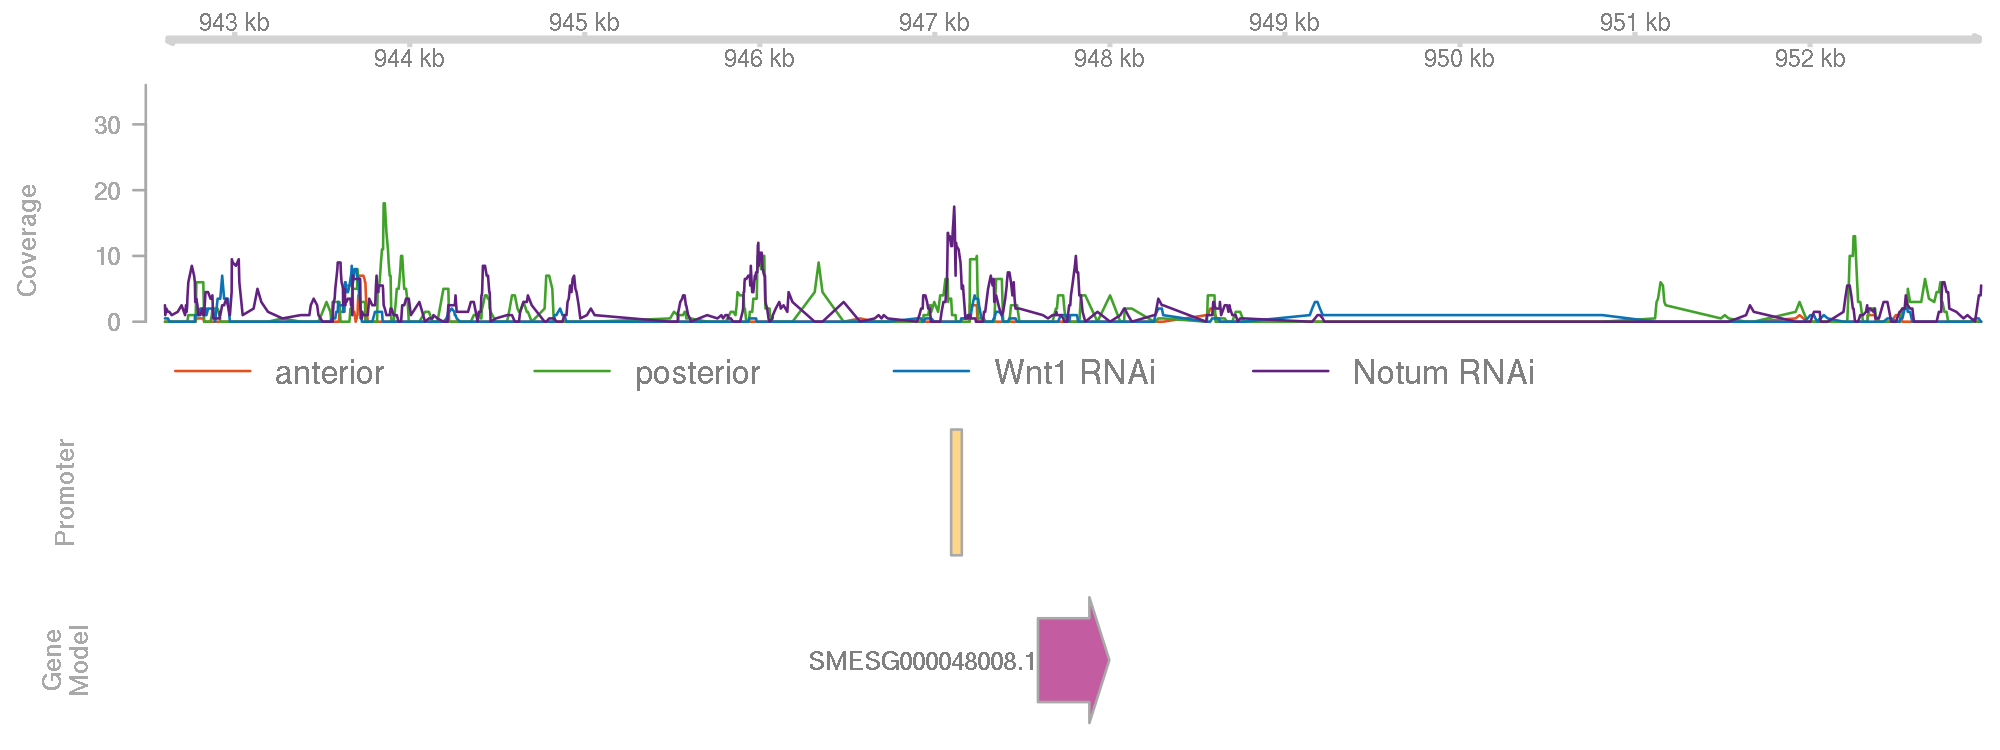 943 kb 945 kb 947 kb 949 kb 951 kb
944 kb 946 kb 948 kb 950 kb 952 kb
Coverage
30
20
10
0
anterior posterior Wnt1 RNAi Notum RNAi
Promoter
Gene
Model
SMESG000048008.1